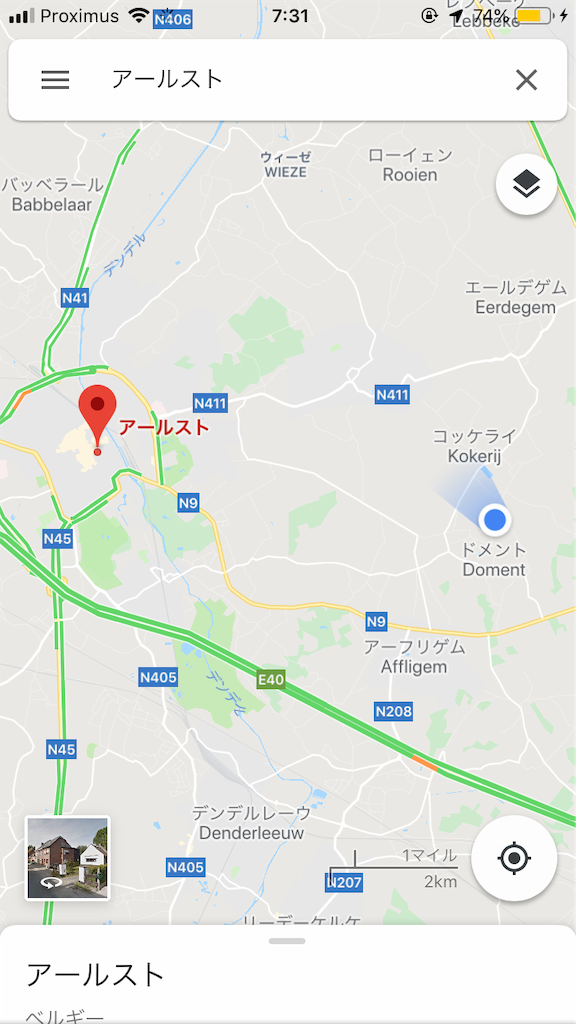 Proximus
7:31
74%
レッペーク
Lebbeke
N406
アールスト
ウィーゼ
WIEZE
ローイェン
Rooien
バッベラール
Babbelaar
デンデル
エールデゲム
Eerdegem
N41
N411
N411
アールスト
コッケライ
Kokerij
N9
N45
ドメント
Doment
N9
アーフリゲム
Affligem
N405
E40
デンデル
N208
N45
デンデルレーウ
Denderleeuw
1マイル
2km
N405
N207
リーデーケルケ
アールスト
ベルギー